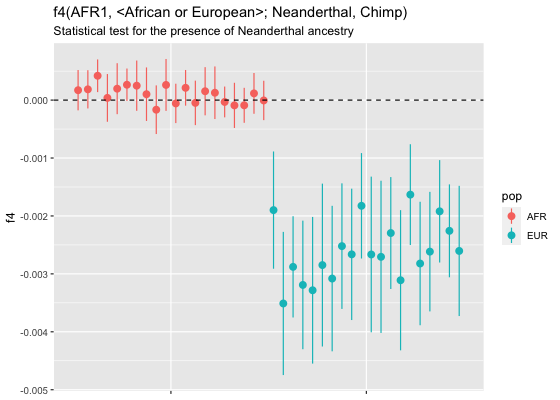 f4(AFR1, <African or European>; Neanderthal, Chimp)
Statistical test for the presence of Neanderthal ancestry
0.000
-0.001
-0.002
-0.003
-0.004
-0.005
f4
pop
AFR
EUR